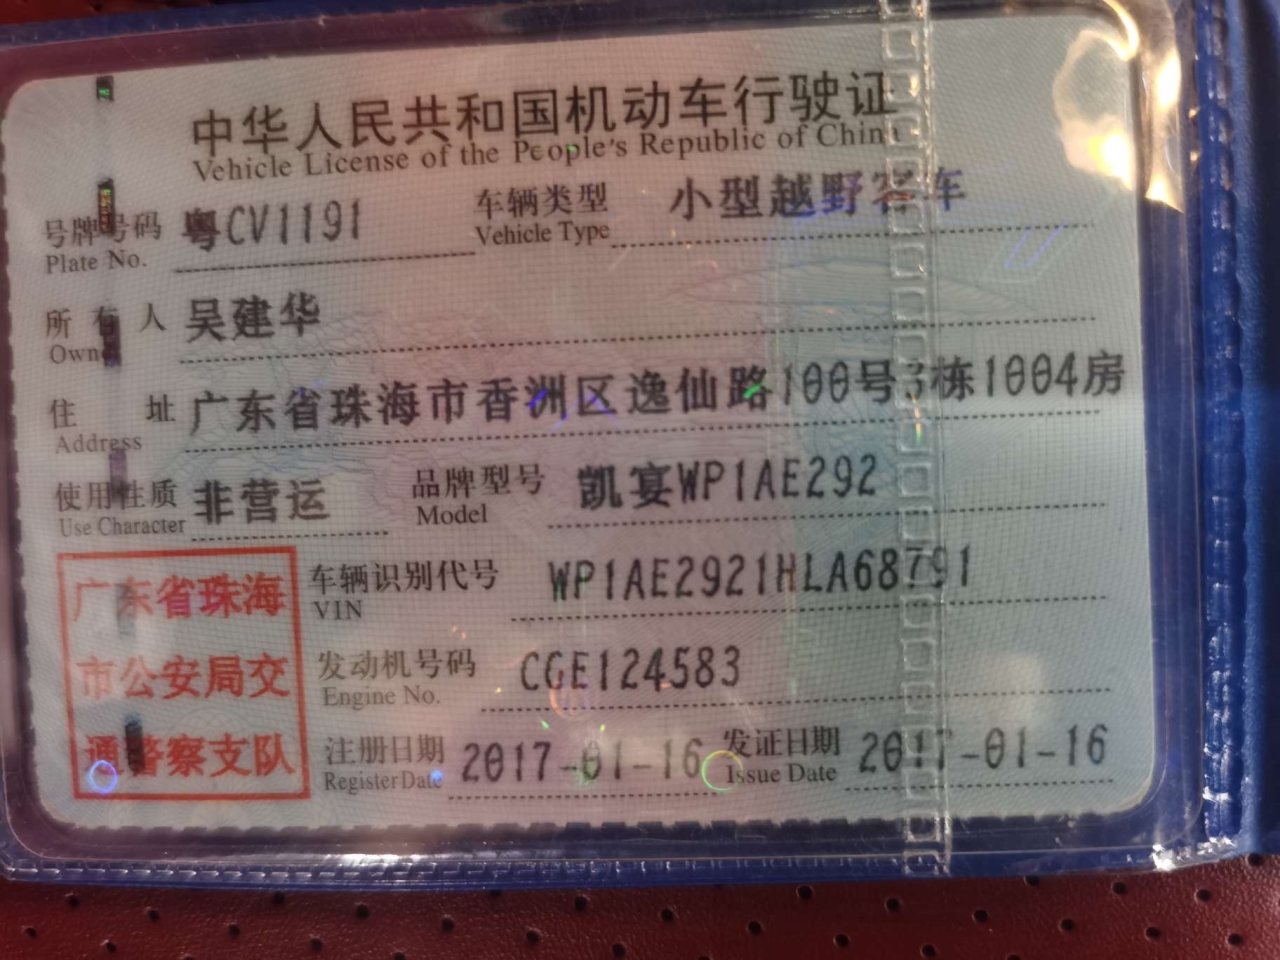 中华人民共和国机动车行驶证
Vehicle License of the People's Republic of China
号牌号码 粤CV1191 车辆类型 小型越野客车
Plate No. Vehicle Type
所有人 吴建华
Owner
住址 广东省珠海市香洲区逸仙路100号3栋1004房
Address
使用性质 非营运 品牌型号 凯宴WP1AE292
Use Character Model
广东省珠海 车辆识别代号 WP1AE2921HLA68791
VIN
市公安局交 发动机号码 CGE124583
Engine No.
通警察支队 注册日期 2017-01-16 发证日期 2017-01-16
Register Date Issue Date